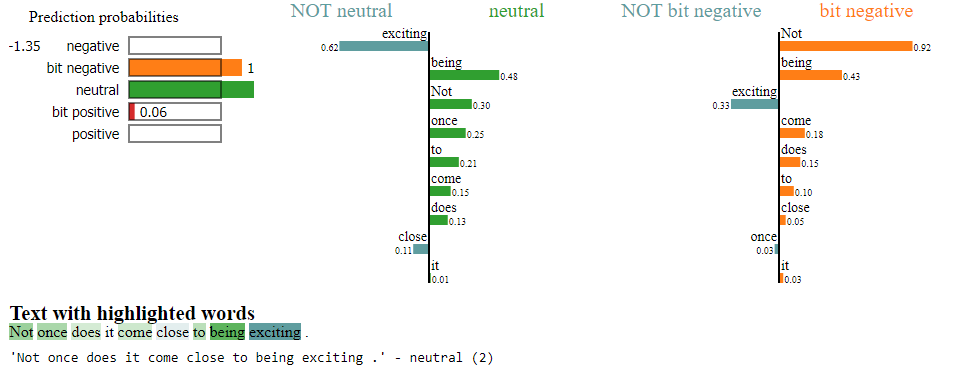 Prediction probabilities
-1.35 negative
bit negative 1
neutral
bit positive 0.06
positive
NOT neutral neutral
exciting
0.62
being
0.48
Not
0.30
once
0.25
to
0.21
come
0.15
does
0.13
close
0.11
it
0.01
NOT bit negative bit negative
Not
0.92
being
0.43
exciting
0.33
come
0.18
does
0.15
to
0.10
close
0.05
once
0.03
it
0.03
Text with highlighted words
Not once does it come close to being exciting .
'Not once does it come close to being exciting .' - neutral (2)